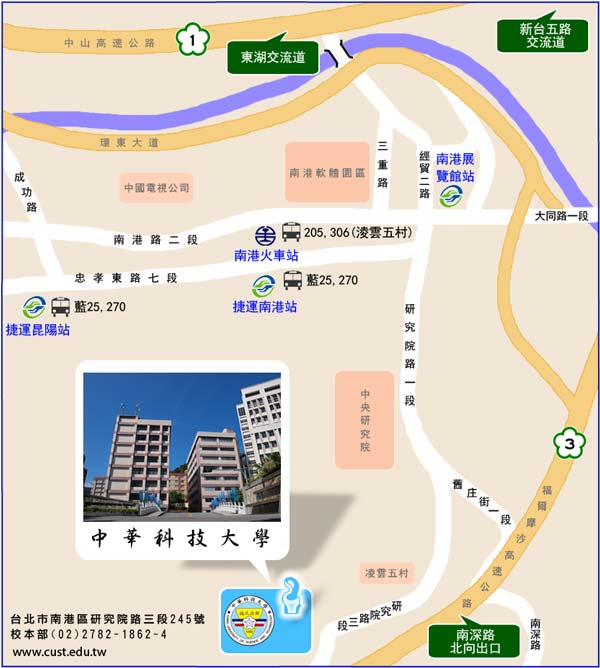 新台五路
交流道
1
中山高速公路
東湖交流道
環東大道
三重路
經貿二路
南港展
覽館站
南港軟體園區
成功路
中國電視公司
大同路一段
南港路二段
205,306(淩雲五村)
南港火車站
忠孝東路七段
藍25,270
捷運南港站
藍25,270
捷運昆陽站
研究院路一段
中央研究院
3
舊庄街一段
福爾摩沙高速公路
中華科技大學
凌雲五村
研究院路三段
南深路
北向出口
南深路
台北市南港區研究院路三段245號
校本部(02)2782-1862~4
www.cust.edu.tw